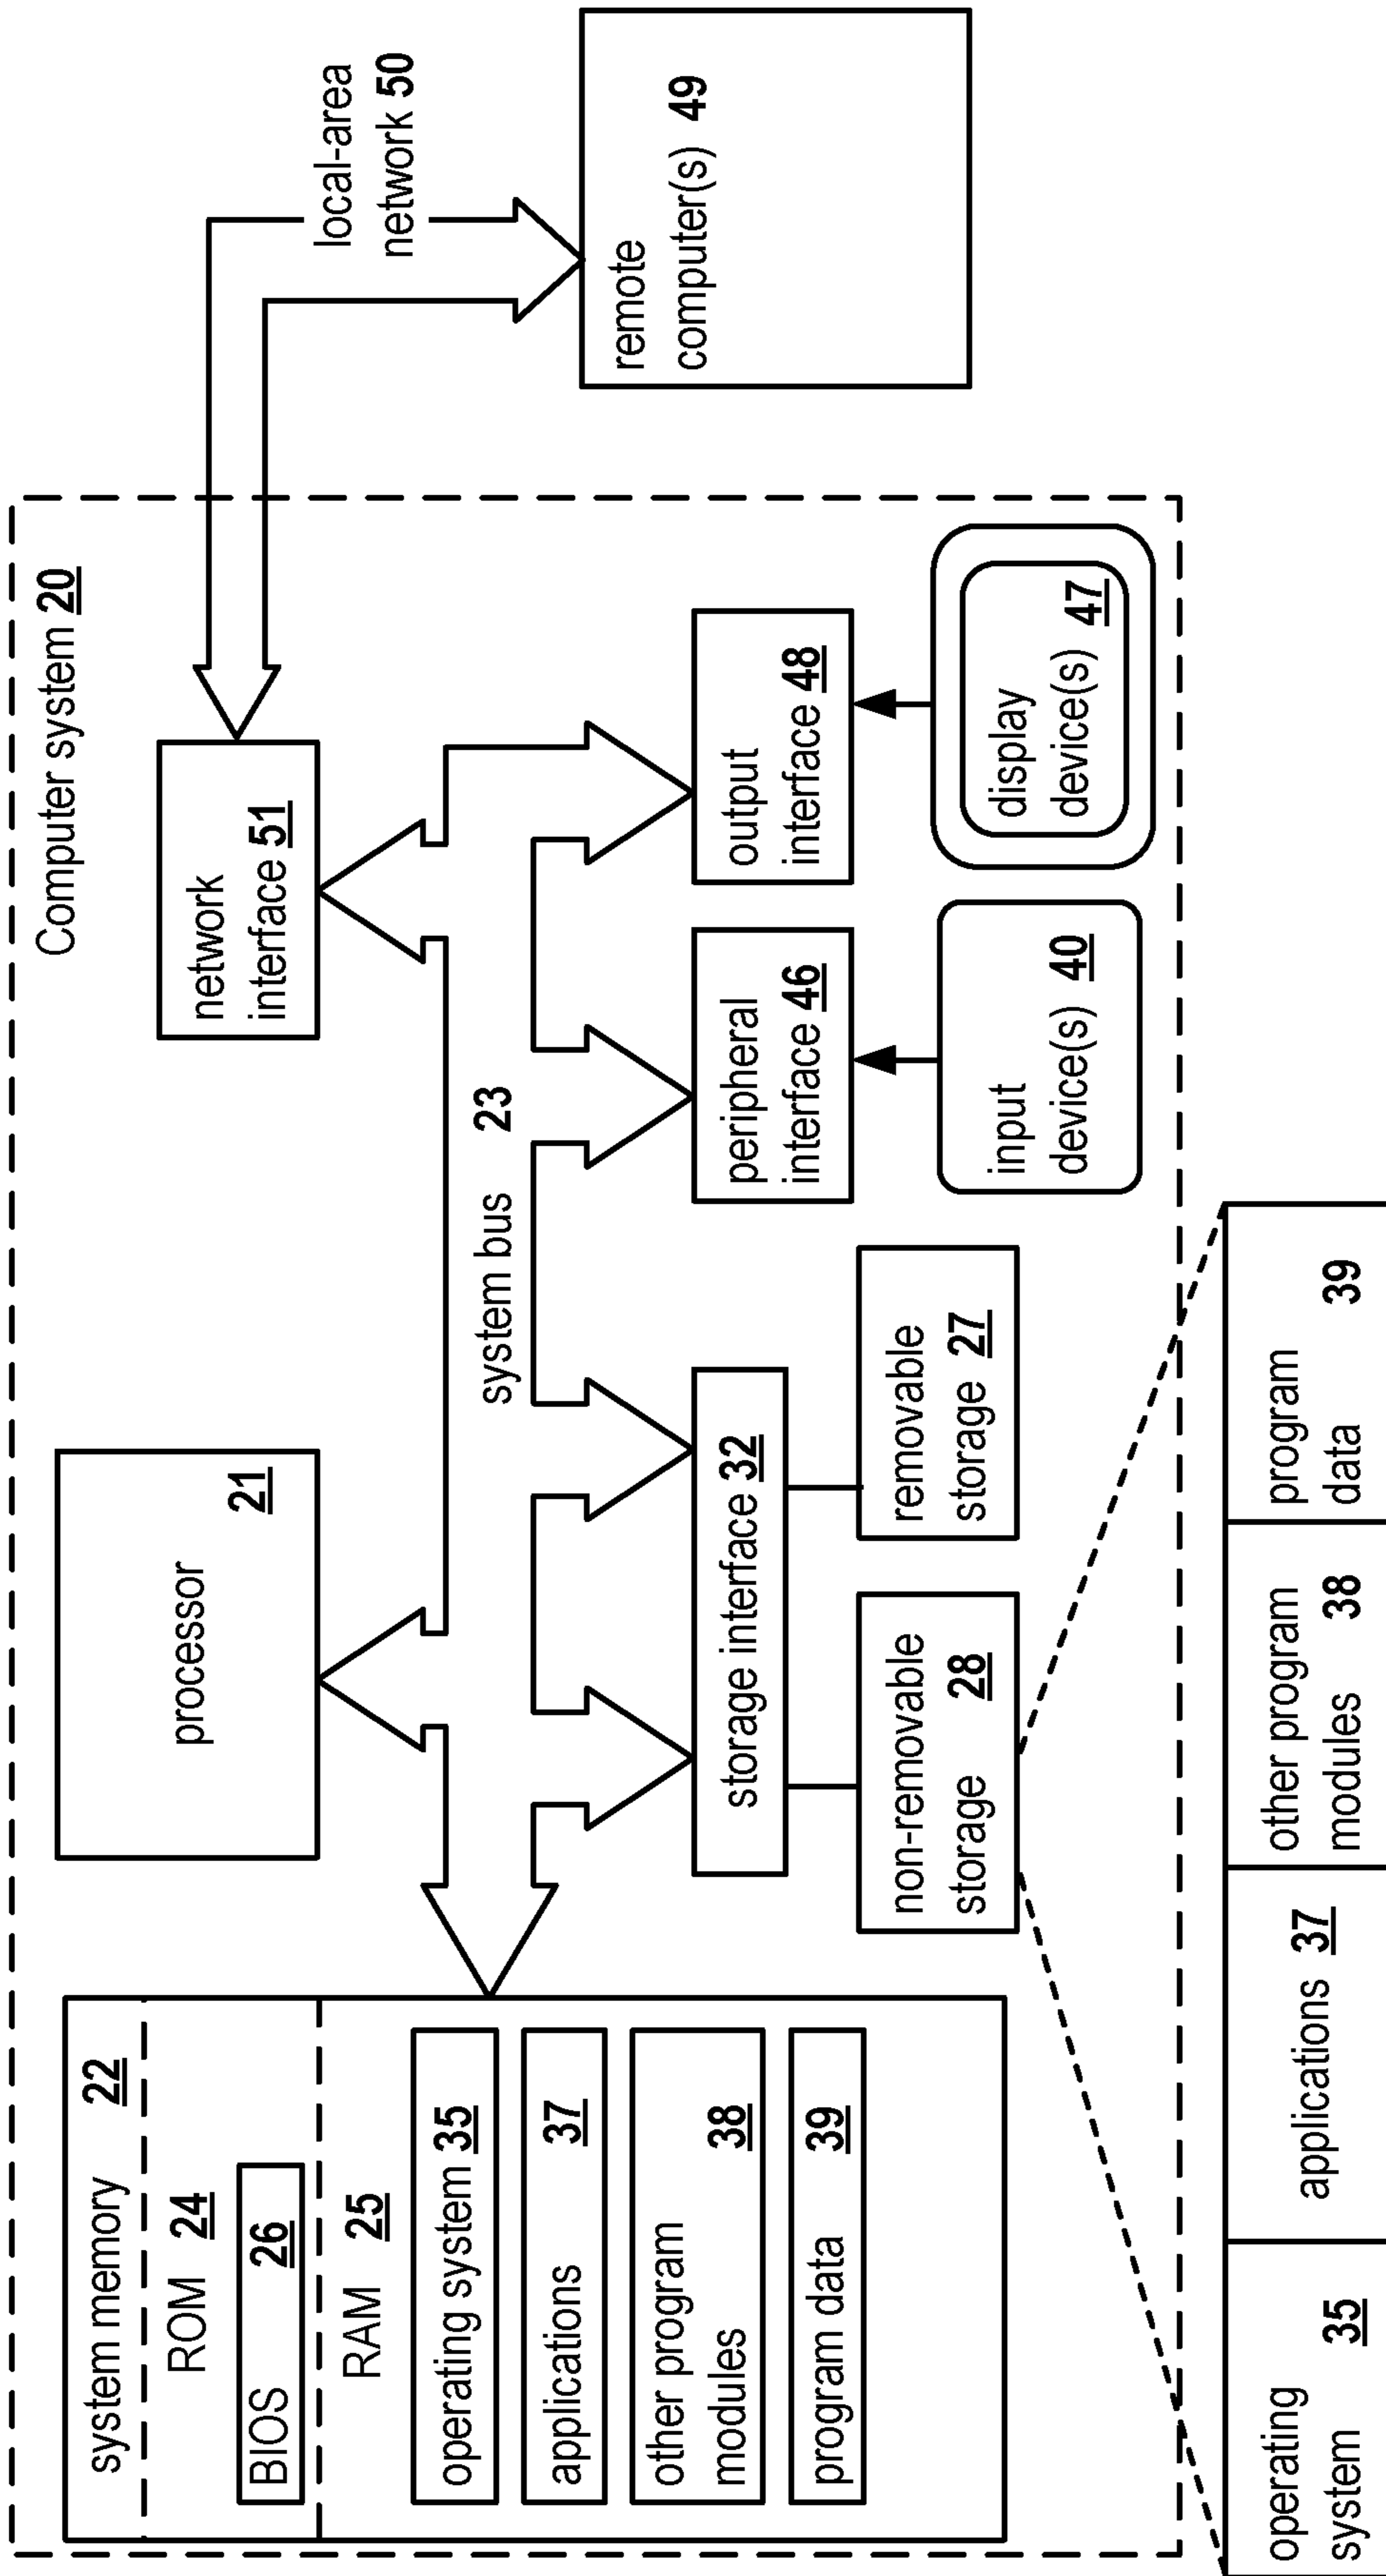 Computer system 20
system memory 22
ROM 24
BIOS 26
RAM 25
operating system 35
applications 37
other program
modules 38
program data 39
processor
21
network
interface 51
local-area
network 50
system bus 23
storage interface 32
peripheral
interface 46
output
interface 48
remote
computer(s) 49
non-removable
storage 28
removable
storage 27
input
device(s) 40
display
device(s) 47
operating
system 35
applications 37
other program
modules 38
program
data 39